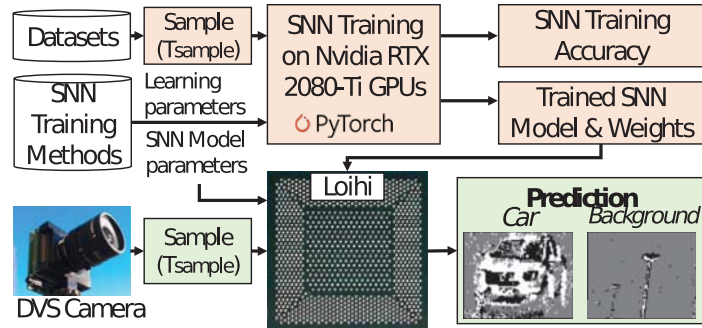 Datasets
Sample
(Tsample)
SNN Training
on Nvidia RTX
2080-Ti GPUs
PyTorch
SNN Training
Accuracy
SNN
Training
Methods
Learning
parameters
SNN Model
parameters
Trained SNN
Model & Weights
Loihi
DVS Camera
Sample
(Tsample)
Prediction
Car
Background